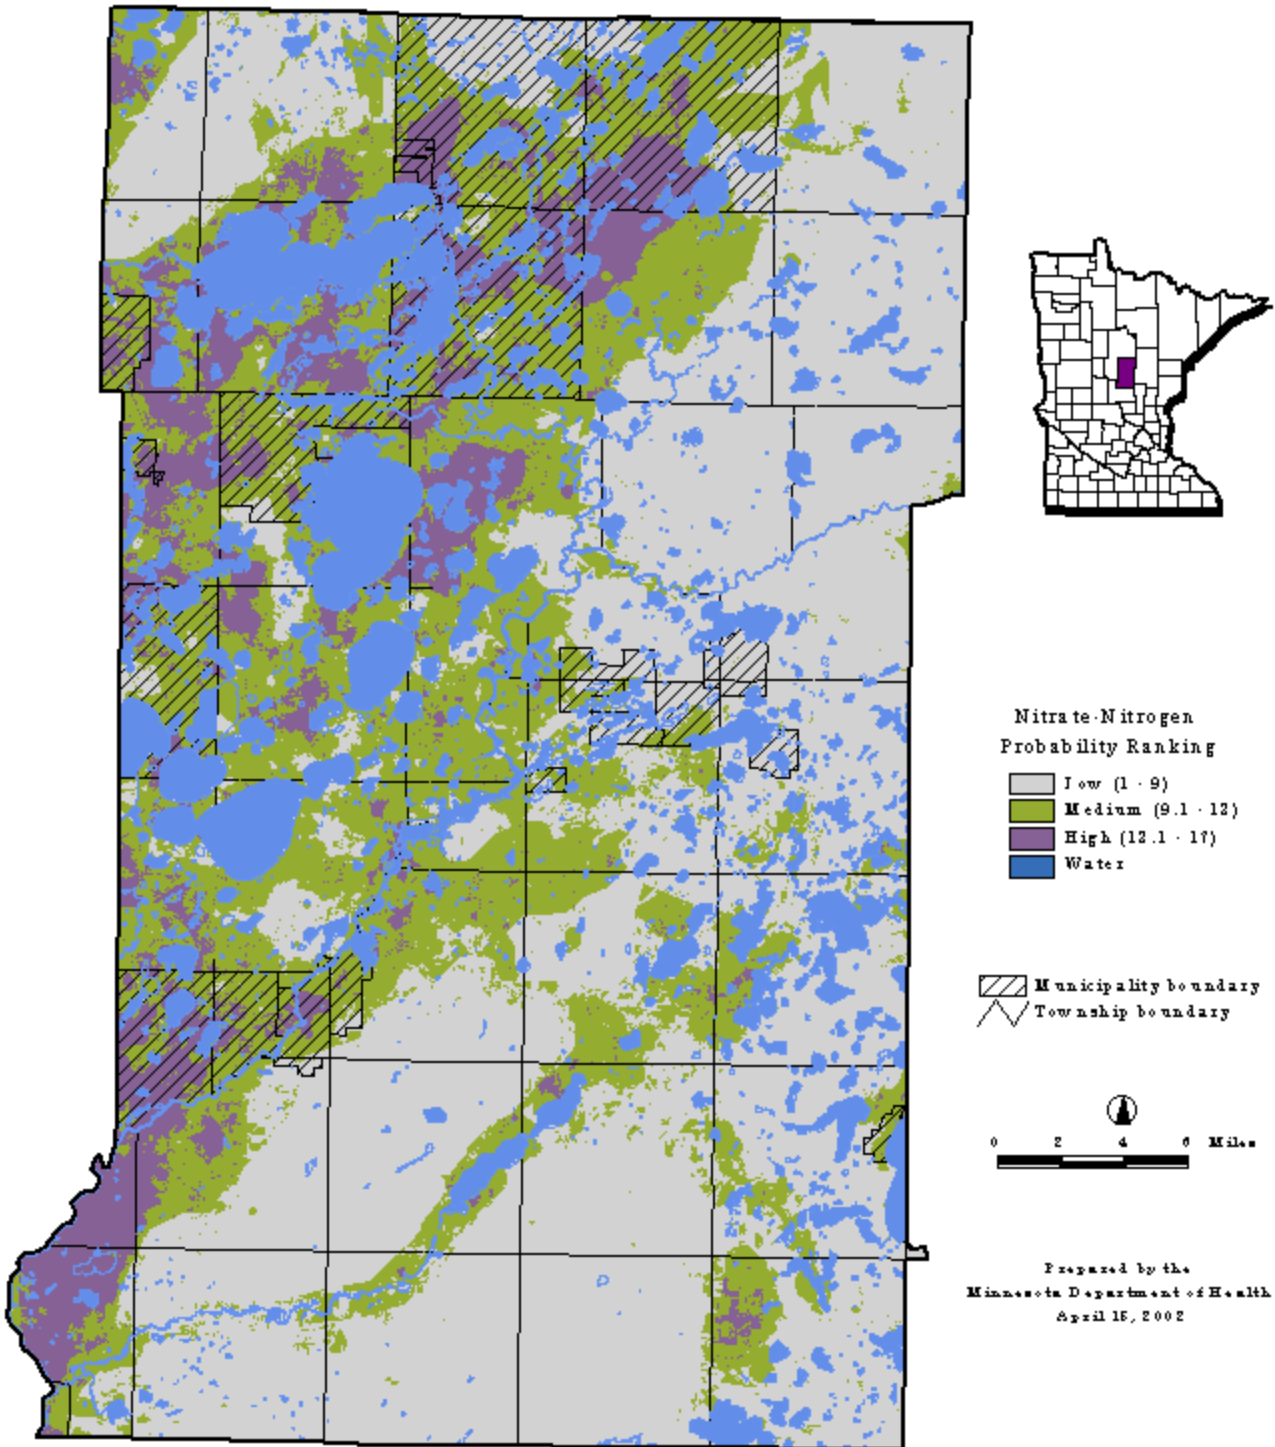 Nitrate-Nitrogen
Probability Ranking
Low (1 - 9)
Medium (9.1 - 12)
High (12.1 - 17)
Water
Municipality boundary
Township boundary
0 2 4 6 Miles
Prepared by the
Minnesota Department of Health
April 15, 2002